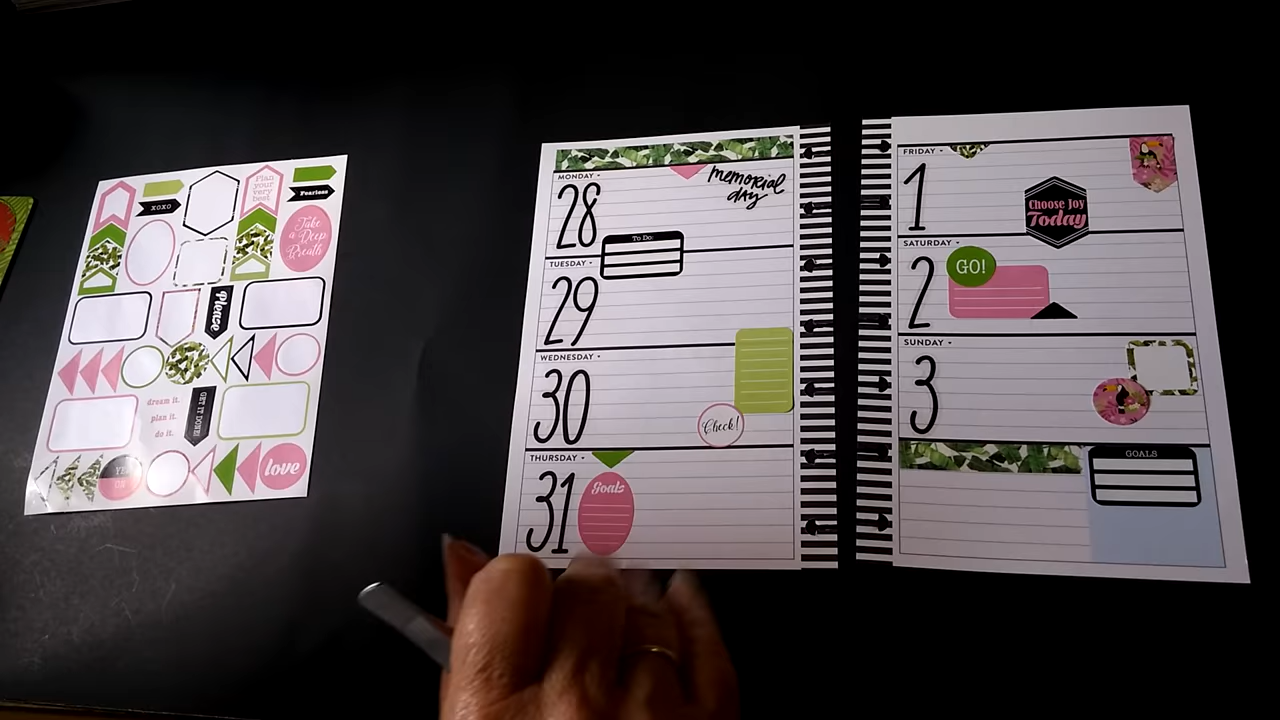 Plan
your
very
best
Fearless
XOXO
Take
a Deep
Breath
Please
dream it.
plan it.
do it.
GET IT DONE!
love
MONDAY
28
memorial
day
To Do:
TUESDAY
29
WEDNESDAY
30
Check!
THURSDAY
31
Goals
FRIDAY
1
Choose Joy
Today
SATURDAY
2
GO!
SUNDAY
3
GOALS